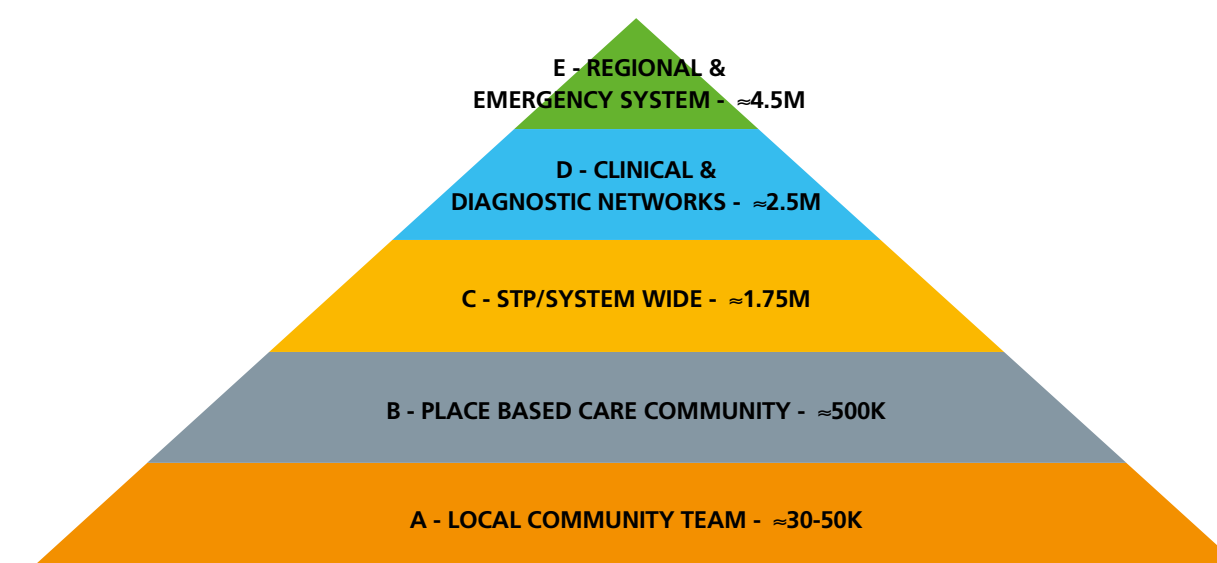 E - REGIONAL &
EMERGENCY SYSTEM - ≈4.5M
D - CLINICAL &
DIAGNOSTIC NETWORKS - ≈2.5M
C - STP/SYSTEM WIDE - ≈1.75M
B - PLACE BASED CARE COMMUNITY - ≈500K
A - LOCAL COMMUNITY TEAM - ≈30-50K